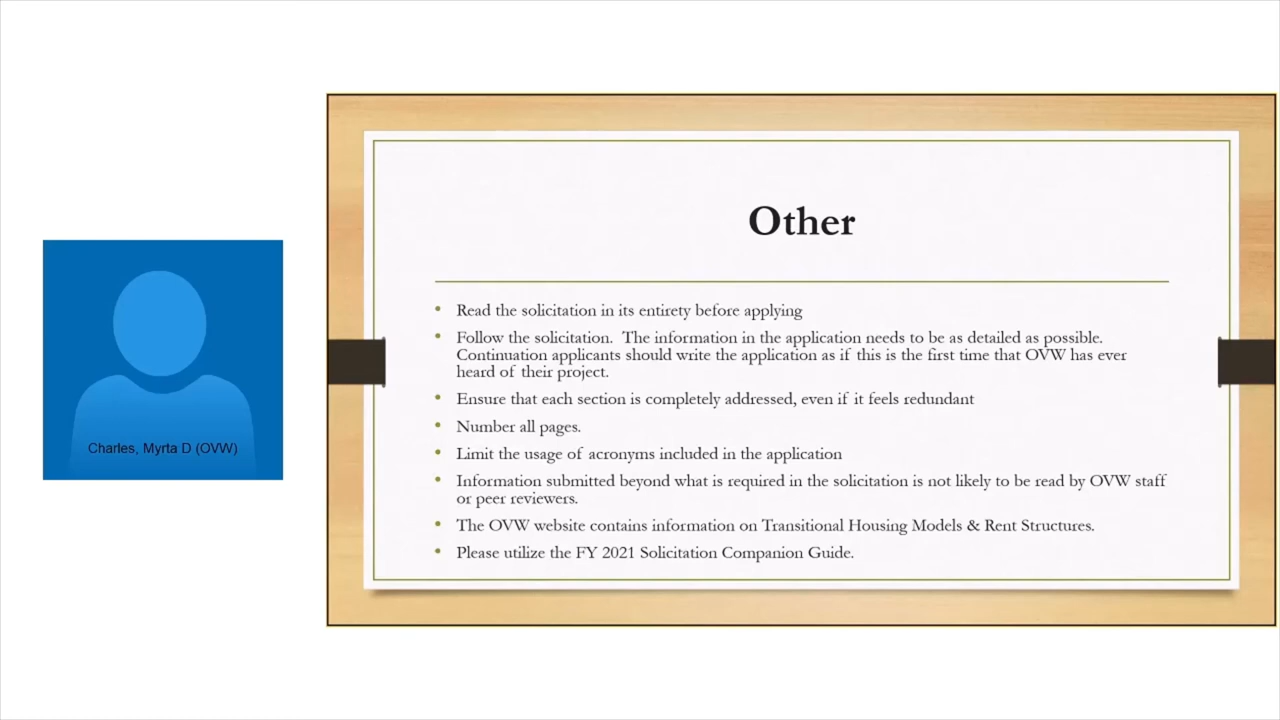 Other
Read the solicitation in its entirety before applying
Follow the solicitation.  The information in the application needs to be as detailed as possible.
Continuation applicants should write the application as if this is the first time that OVW has ever
heard of their project.
Ensure that each section is completely addressed, even if it feels redundant
Number all pages.
Limit the usage of acronyms included in the application
Information submitted beyond what is required in the solicitation is not likely to be read by OVW staff
or peer reviewers.
The OVW website contains information on Transitional Housing Models & Rent Structures.
Please utilize the FY 2021 Solicitation Companion Guide.
Charles, Myrta D (OVW)